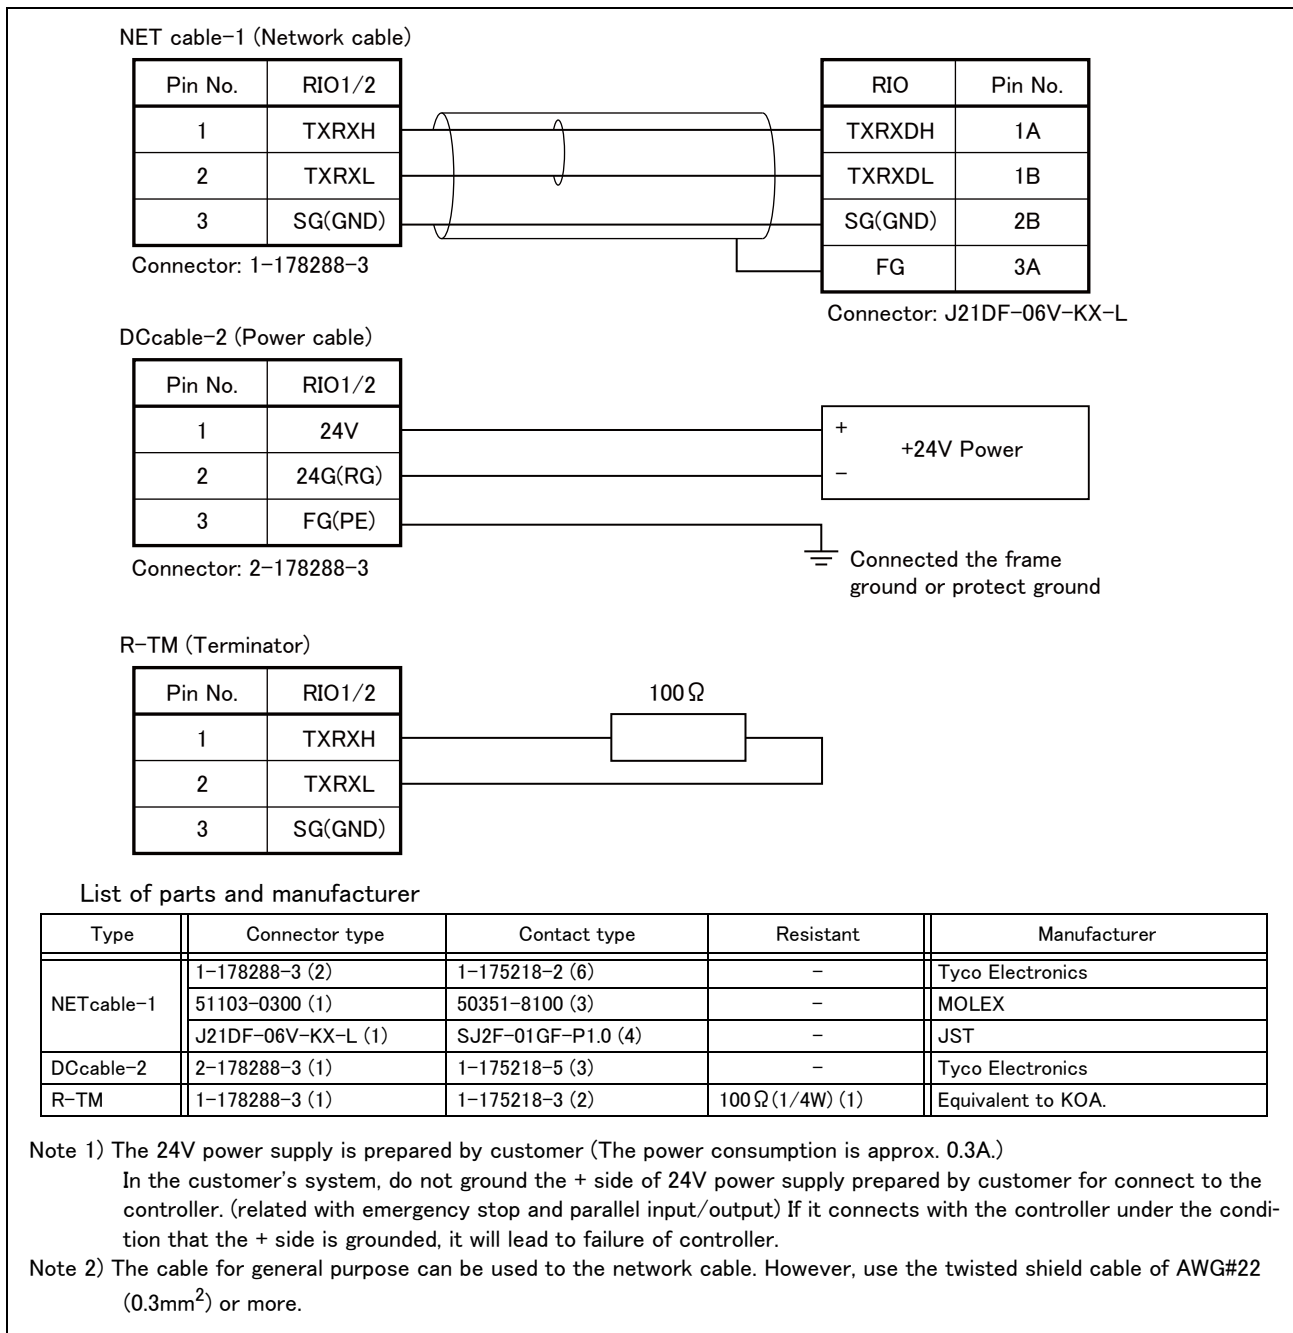 NET cable-1 (Network cable)
Pin No. RIO1/2 RIO Pin No.
1 TXRXH TXRXDH 1A
2 TXRXL TXRXDL 1B
3 SG(GND) SG(GND) 2B
FG 3A
Connector: 1-178288-3
Connector: J21DF-06V-KX-L
DCcable-2 (Power cable)
Pin No. RIO1/2
1 24V +
+24V Power
2 24G(RG) -
3 FG(PE)
Connector: 2-178288-3
Connected the frame
ground or protect ground
R-TM (Terminator)
Pin No. RIO1/2 100Ω
1 TXRXH
2 TXRXL
3 SG(GND)
List of parts and manufacturer
Type Connector type Contact type Resistant Manufacturer
NETcable-1 1-178288-3 (2) 1-175218-2 (6) - Tyco Electronics
51103-0300 (1) 50351-8100 (3) - MOLEX
J21DF-06V-KX-L (1) SJ2F-01GF-P1.0 (4) - JST
DCcable-2 2-178288-3 (1) 1-175218-5 (3) - Tyco Electronics
R-TM 1-178288-3 (1) 1-175218-3 (2) 100Ω(1/4W) (1) Equivalent to KOA.
Note 1) The 24V power supply is prepared by customer (The power consumption is approx. 0.3A.)
In the customer's system, do not ground the + side of 24V power supply prepared by customer for connect to the
controller. (related with emergency stop and parallel input/output) If it connects with the controller under the condi-
tion that the + side is grounded, it will lead to failure of controller.
Note 2) The cable for general purpose can be used to the network cable. However, use the twisted shield cable of AWG#22
(0.3mm²) or more.